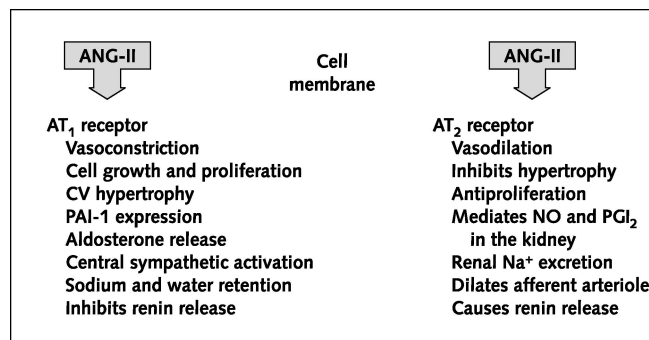 ANG-II
Cell
membrane
ANG-II
AT₁ receptor
Vasoconstriction
Cell growth and proliferation
CV hypertrophy
PAI-1 expression
Aldosterone release
Central sympathetic activation
Sodium and water retention
Inhibits renin release
AT₂ receptor
Vasodilation
Inhibits hypertrophy
Antiproliferation
Mediates NO and PGI₂
in the kidney
Renal Na⁺ excretion
Dilates afferent arteriole
Causes renin release